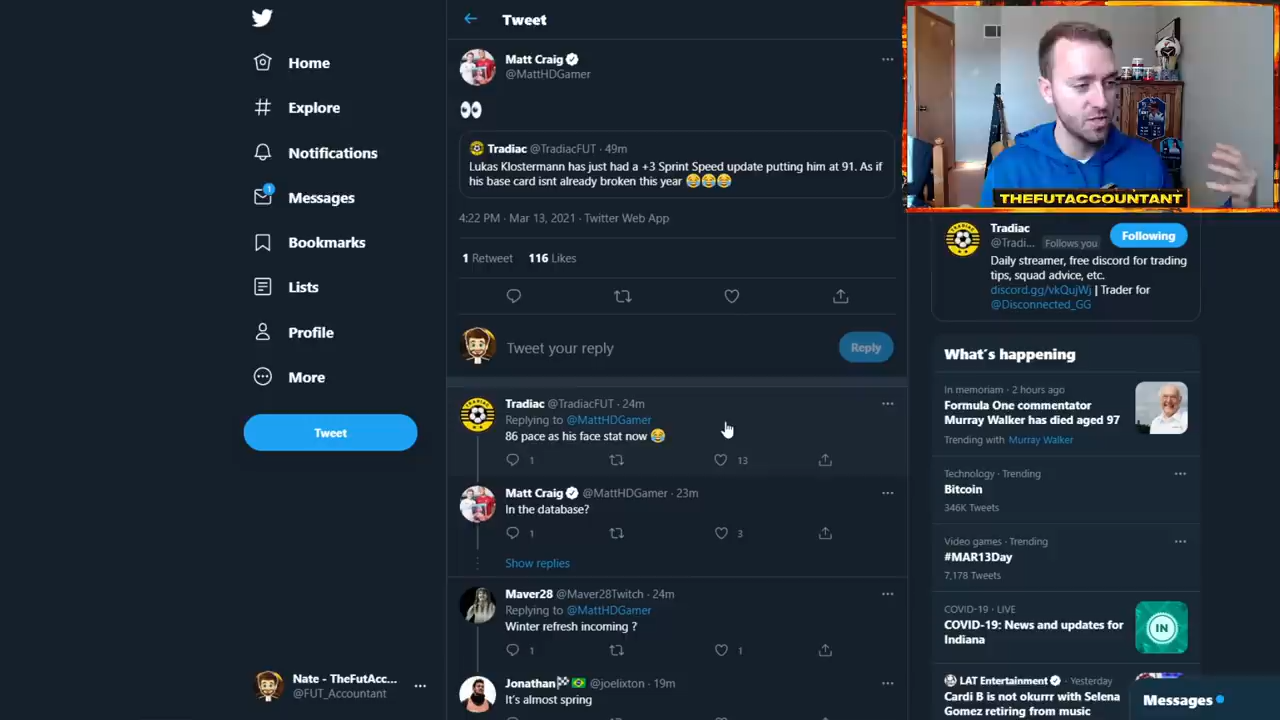 Tweet
Matt Craig
@MattHDGamer
👀
Tradiac @TradiacFUT · 49m
Lukas Klostermann has just had a +3 Sprint Speed update putting him at 91. As if
his base card isnt already broken this year 😂😂😂
4:22 PM · Mar 13, 2021 · Twitter Web App
1 Retweet 116 Likes
Tweet your reply
Reply
Tradiac @TradiacFUT · 24m
Replying to @MattHDGamer
86 pace as his face stat now 😂
1 13
Matt Craig @MattHDGamer · 23m
In the database?
1 3
Show replies
Maver28 @Maver28Twitch · 24m
Replying to @MattHDGamer
Winter refresh incoming ?
1 1
Jonathan🏁 🇧🇷 @joelixton · 19m
It's almost spring
Home
Explore
Notifications
1
Messages
Bookmarks
Lists
Profile
More
Tweet
Nate - TheFutAcc...
@FUT_Accountant
THEFUTACCOUNTANT
TRADIAC
Tradiac
@Tradi... Follows you
Following
Daily streamer, free discord for trading
tips, squad advice, etc.
discord.gg/vkQujWj | Trader for
@Disconnected_GG
What's happening
In memoriam · 2 hours ago
Formula One commentator
Murray Walker has died aged 97
Trending with Murray Walker
Technology · Trending
Bitcoin
346K Tweets
Video games · Trending
#MAR13Day
7,178 Tweets
COVID-19 · LIVE
COVID-19: News and updates for
Indiana
IN
LAT Entertainment · Yesterday
Cardi B is not okurrr with Selena
Gomez retiring from music
Messages